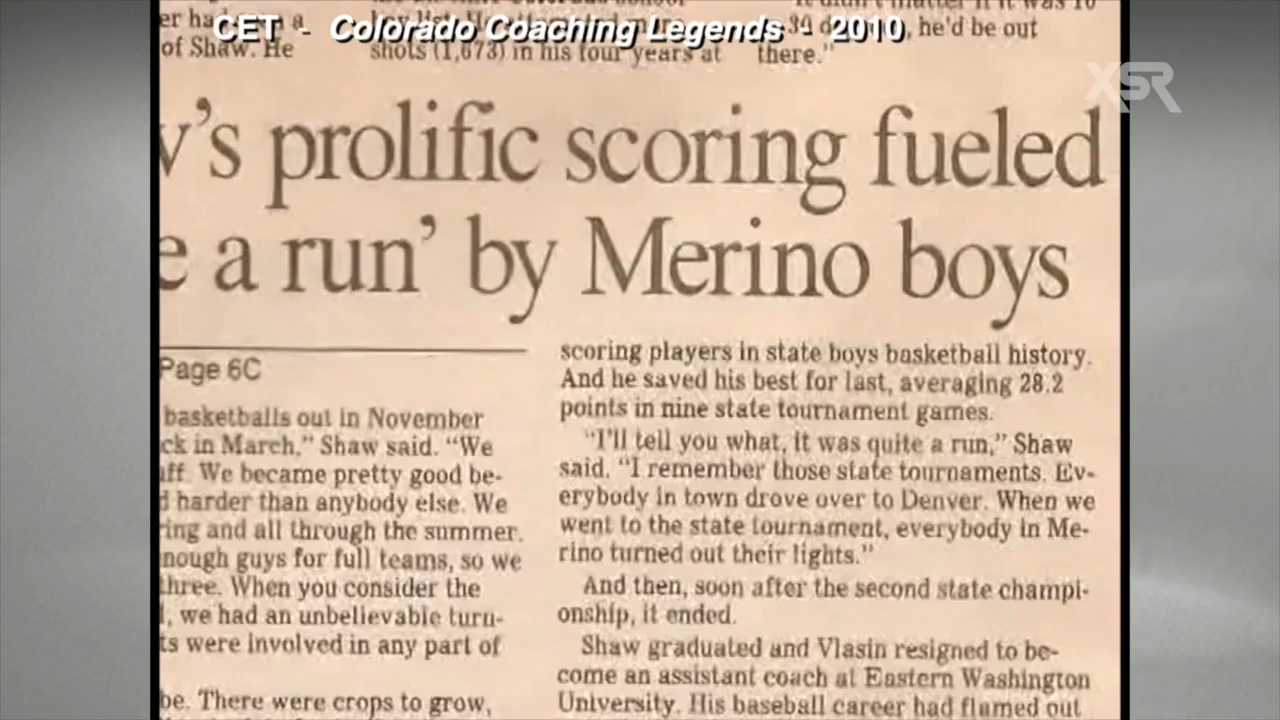 CET - Colorado Coaching Legends - 2010
XSR
of Shaw. He
shots (1,673) in his four years at
he'd be out
there."
v's prolific scoring fueled
e a run' by Merino boys
Page 6C
basketballs out in November
ck in March," Shaw said. "We
ff. We became pretty good be-
d harder than anybody else. We
ring and all through the summer.
nough guys for full teams, so we
three. When you consider the
, we had an unbelievable turn-
ts were involved in any part of
be. There were crops to grow,
scoring players in state boys basketball history.
And he saved his best for last, averaging 28.2
points in nine state tournament games.
"I'll tell you what, it was quite a run," Shaw
said. "I remember those state tournaments. Ev-
erybody in town drove over to Denver. When we
went to the state tournament, everybody in Me-
rino turned out their lights."
And then, soon after the second state champi-
onship, it ended.
Shaw graduated and Vlasin resigned to be-
come an assistant coach at Eastern Washington
University. His baseball career had flamed out